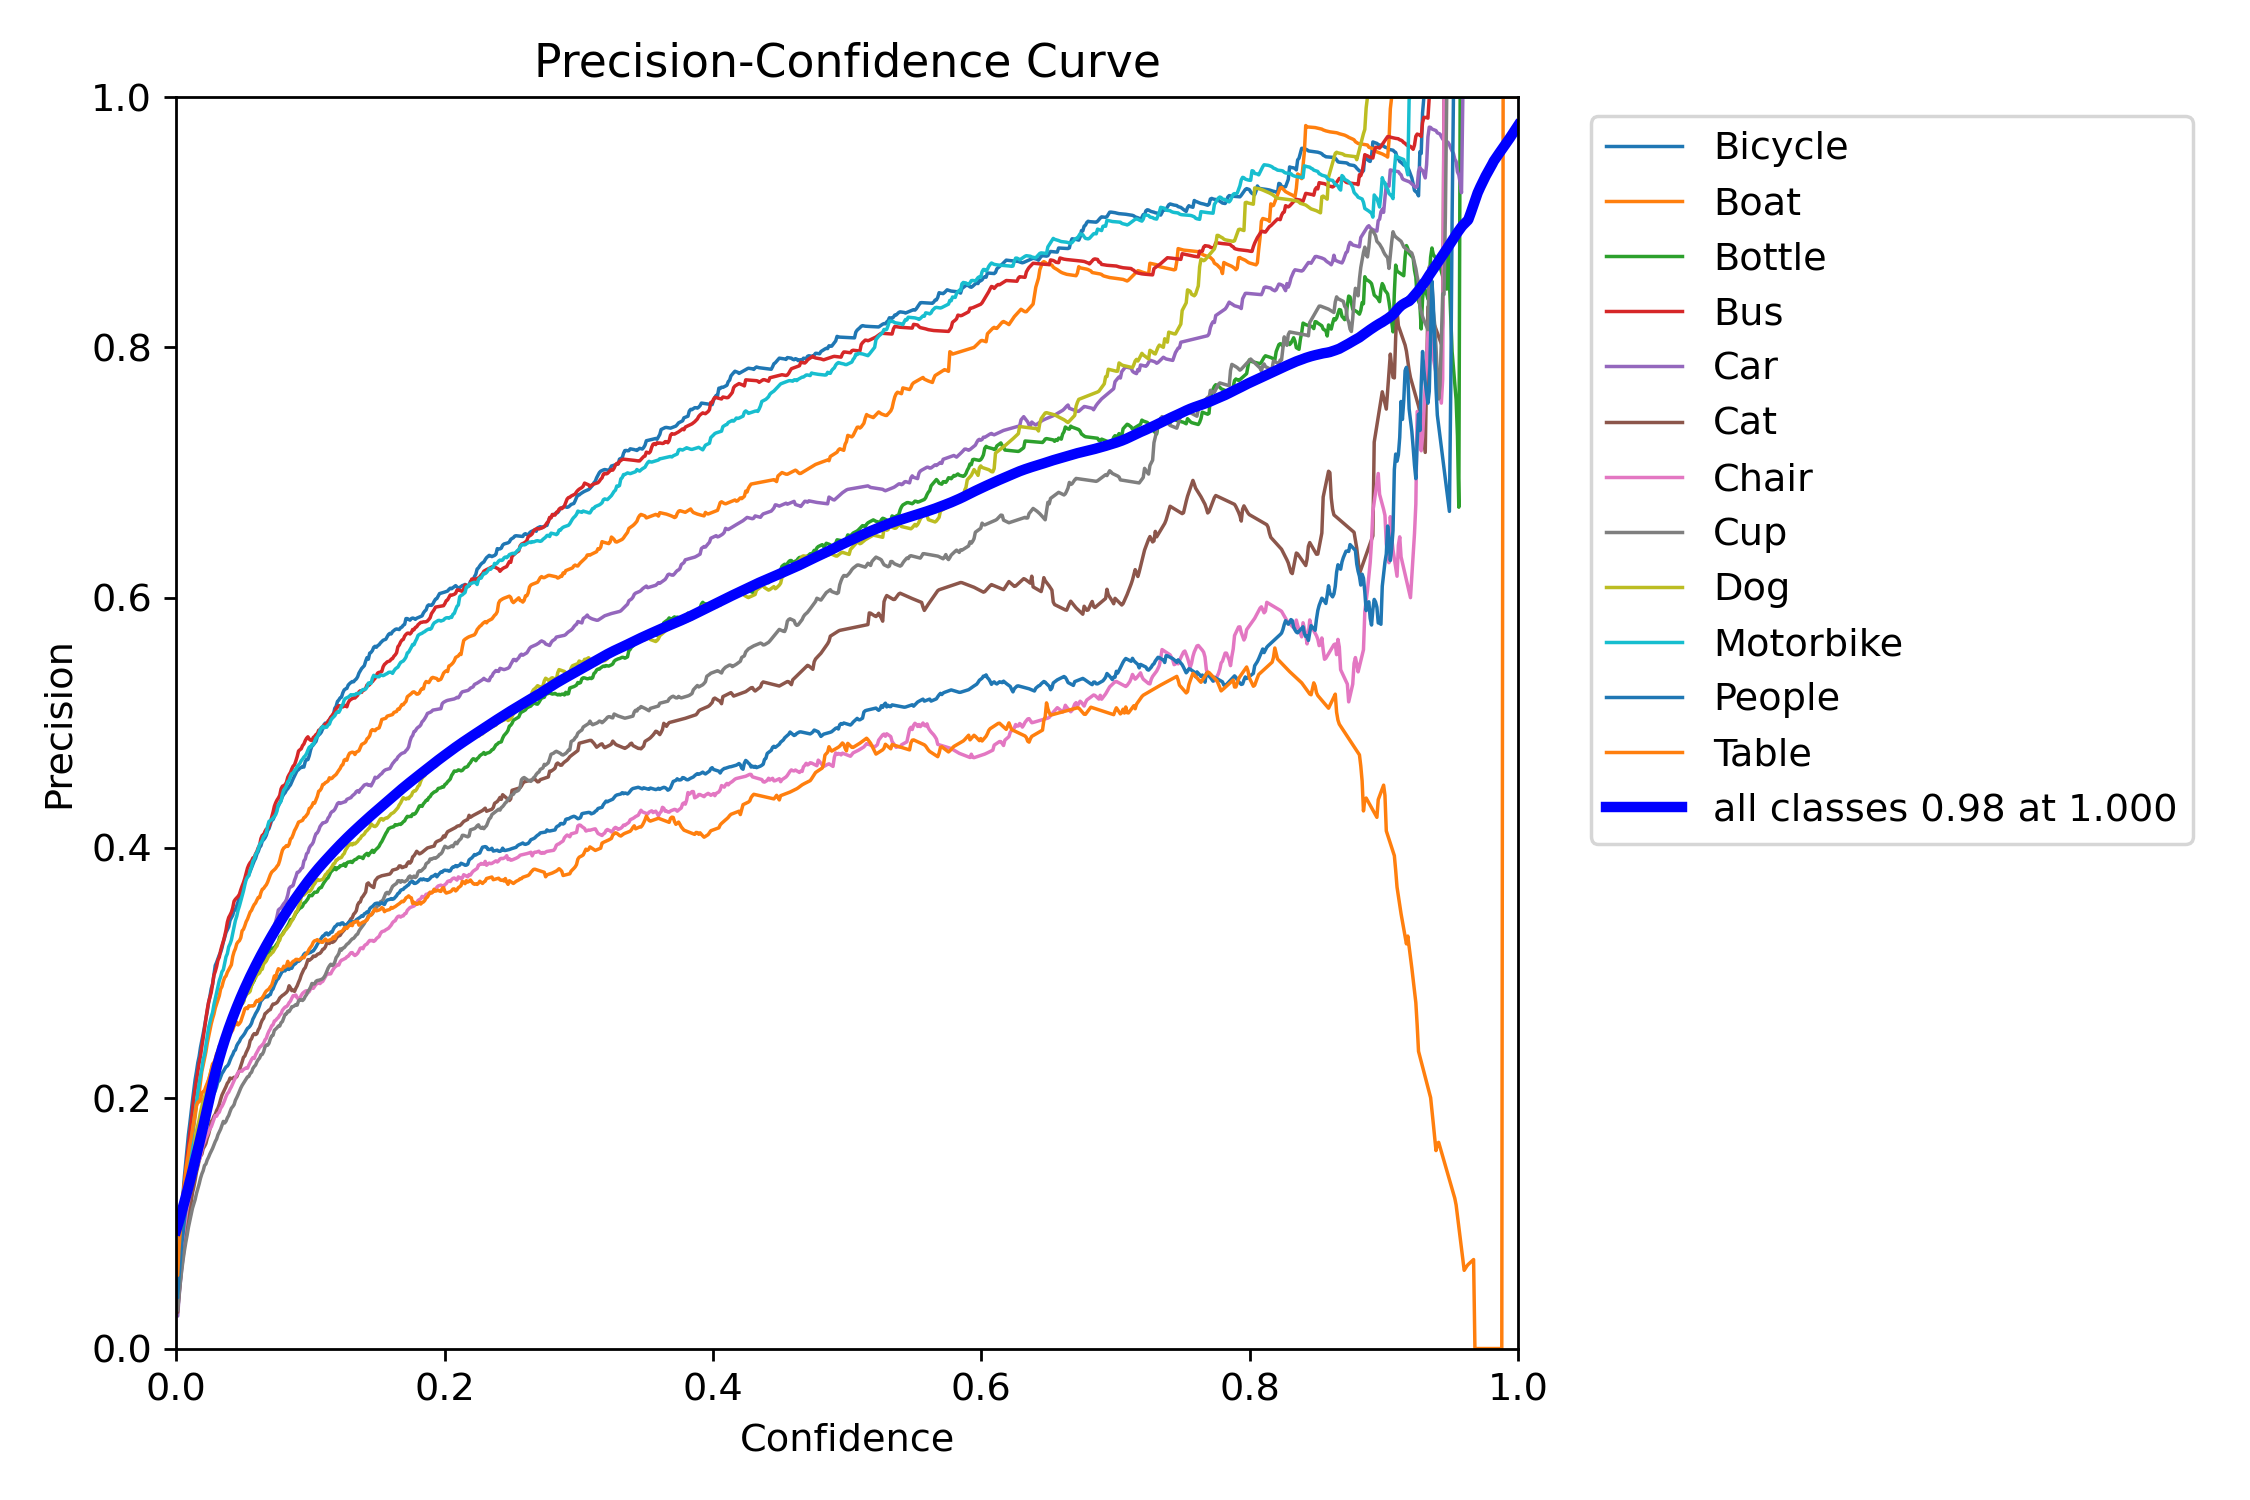 Precision-Confidence Curve
1.0
0.8
0.6
0.4
0.2
0.0
Precision
0.0 0.2 0.4 0.6 0.8 1.0
Confidence
Bicycle
Boat
Bottle
Bus
Car
Cat
Chair
Cup
Dog
Motorbike
People
Table
all classes 0.98 at 1.000